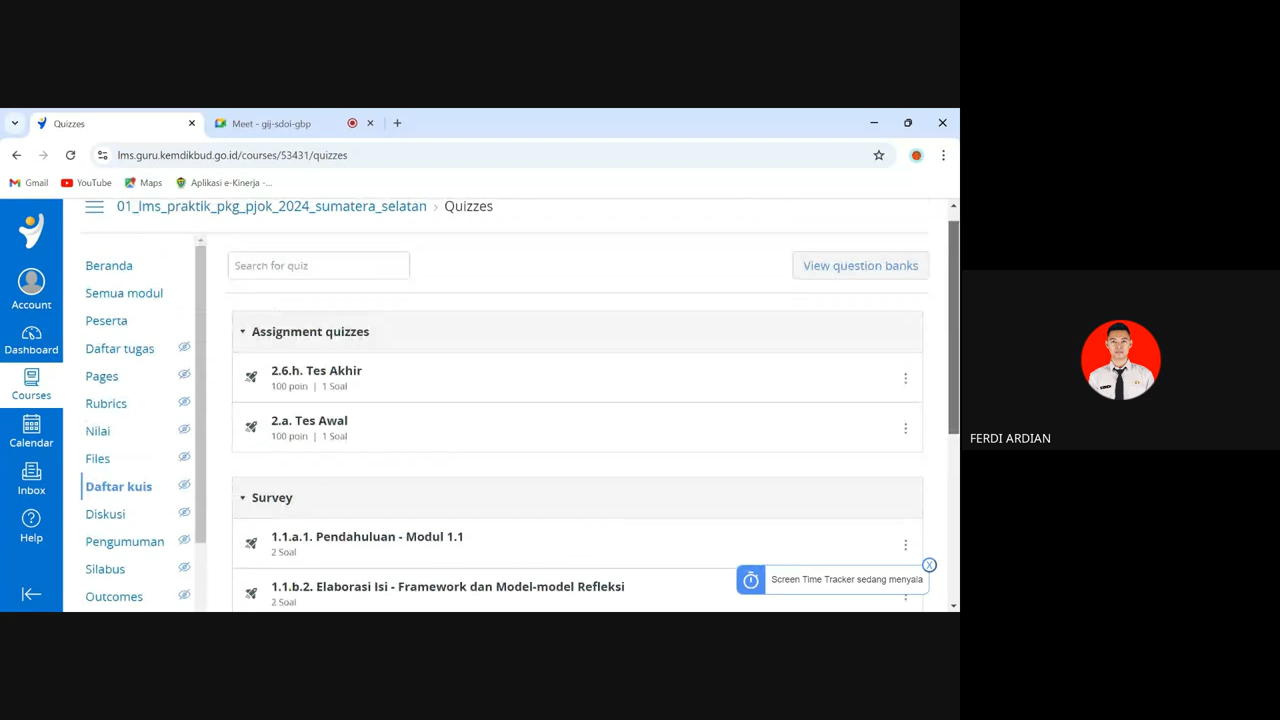 Quizzes
Meet - gij-sdoi-gbp
lms.guru.kemdikbud.go.id/courses/53431/quizzes
Gmail
YouTube
Maps
Aplikasi e-Kinerja -...
01_lms_praktik_pkg_pjok_2024_sumatera_selatan › Quizzes
Account
Dashboard
Courses
Calendar
Inbox
Help
Beranda
Semua modul
Peserta
Daftar tugas
Pages
Rubrics
Nilai
Files
Daftar kuis
Diskusi
Pengumuman
Silabus
Outcomes
Search for quiz
View question banks
Assignment quizzes
2.6.h. Tes Akhir
100 poin | 1 Soal
2.a. Tes Awal
100 poin | 1 Soal
Survey
1.1.a.1. Pendahuluan - Modul 1.1
2 Soal
1.1.b.2. Elaborasi Isi - Framework dan Model-model Refleksi
2 Soal
X
Screen Time Tracker sedang menyala
FERDI ARDIAN